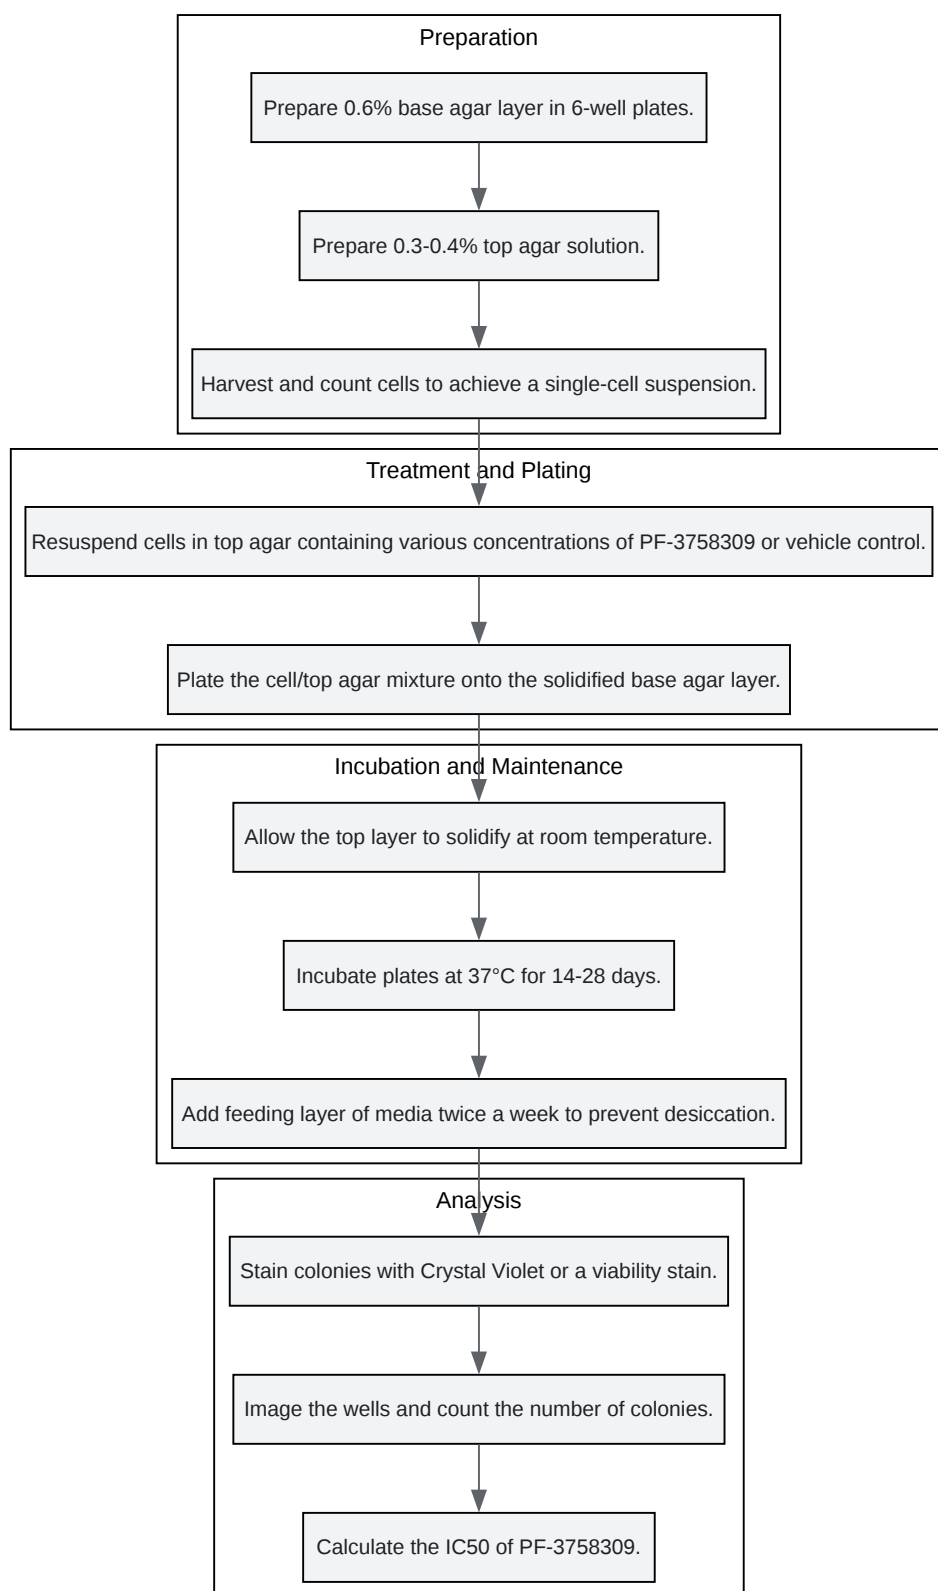 Preparation
Prepare 0.6% base agar layer in 6-well plates.
Prepare 0.3-0.4% top agar solution.
Harvest and count cells to achieve a single-cell suspension.
Treatment and Plating
Resuspend cells in top agar containing various concentrations of PF-3758309 or vehicle control.
Plate the cell/top agar mixture onto the solidified base agar layer.
Incubation and Maintenance
Allow the top layer to solidify at room temperature.
Incubate plates at 37°C for 14-28 days.
Add feeding layer of media twice a week to prevent desiccation.
Analysis
Stain colonies with Crystal Violet or a viability stain.
Image the wells and count the number of colonies.
Calculate the IC50 of PF-3758309.